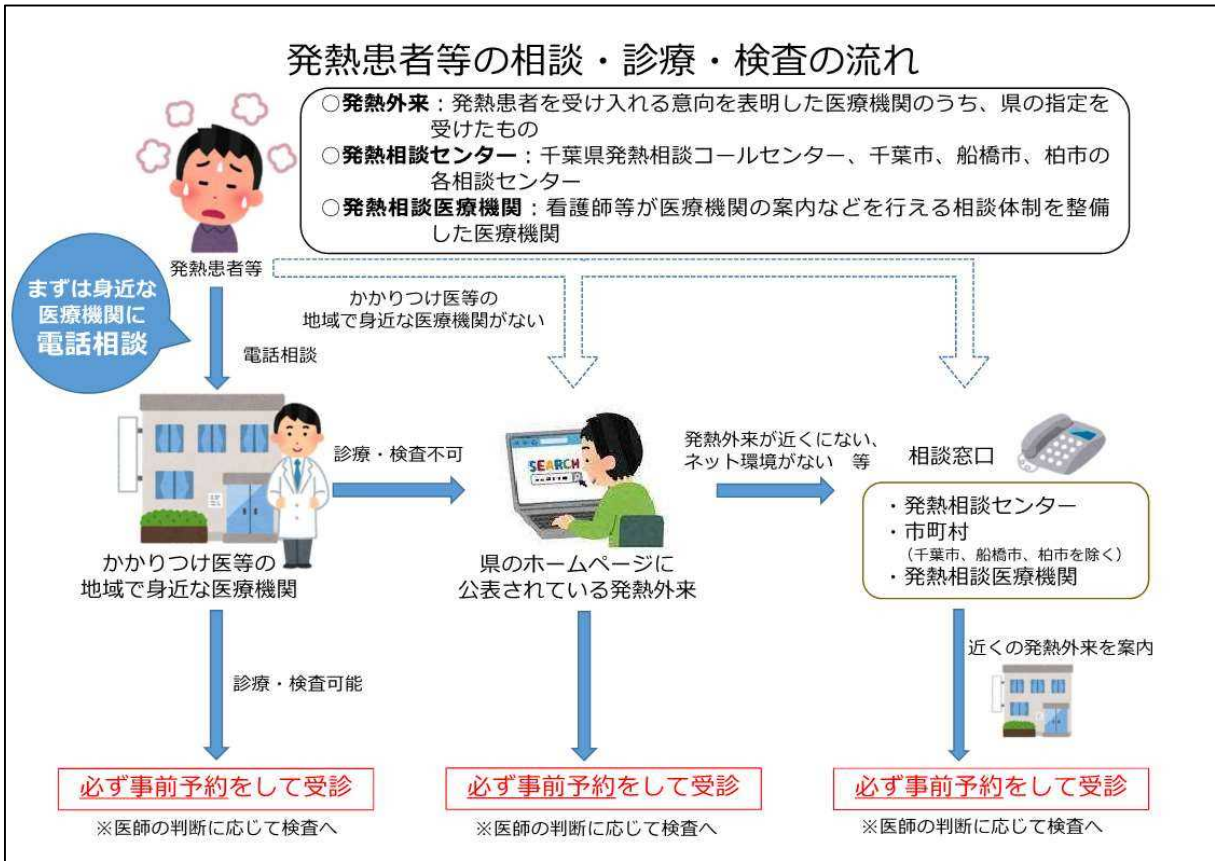 発熱患者等の相談・診療・検査の流れ
○発熱外来：発熱患者を受け入れる意向を表明した医療機関のうち、県の指定を
受けたもの
○発熱相談センター：千葉県発熱相談コールセンター、千葉市、船橋市、柏市の
各相談センター
○発熱相談医療機関：看護師等が医療機関の案内などを行える相談体制を整備
した医療機関
発熱患者等
まずは身近な
医療機関に
電話相談
かかりつけ医等の
地域で身近な医療機関がない
電話相談
診療・検査不可
SEARCH
発熱外来が近くにない、
ネット環境がない　等
相談窓口
・発熱相談センター
・市町村
（千葉市、船橋市、柏市を除く）
・発熱相談医療機関
かかりつけ医等の
地域で身近な医療機関
県のホームページに
公表されている発熱外来
近くの発熱外来を案内
診療・検査可能
必ず事前予約をして受診
※医師の判断に応じて検査へ
必ず事前予約をして受診
※医師の判断に応じて検査へ
必ず事前予約をして受診
※医師の判断に応じて検査へ